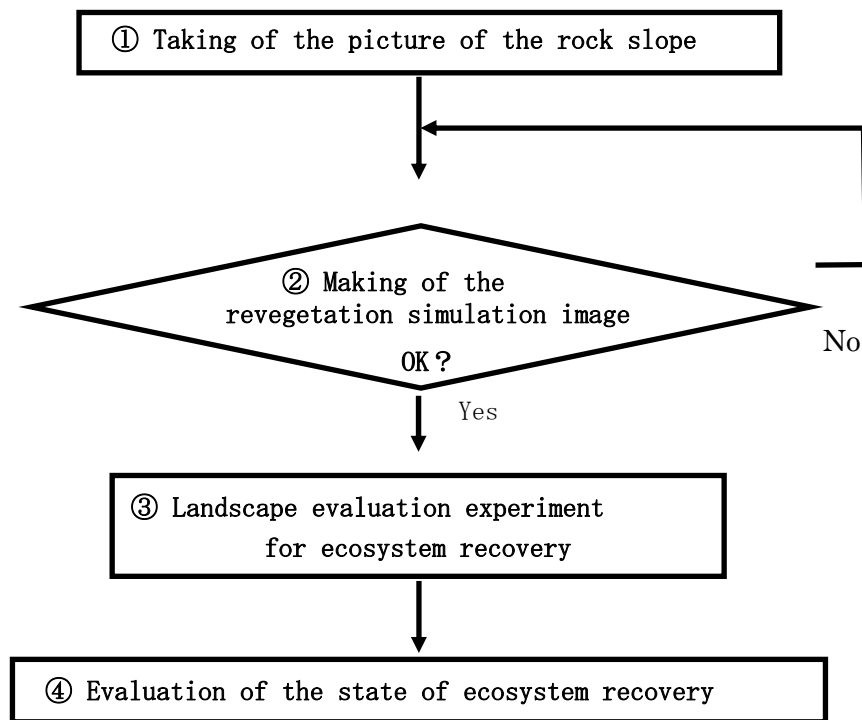 ① Taking of the picture of the rock slope
② Making of the
revegetation simulation image
OK？
No
Yes
③ Landscape evaluation experiment
for ecosystem recovery
④ Evaluation of the state of ecosystem recovery